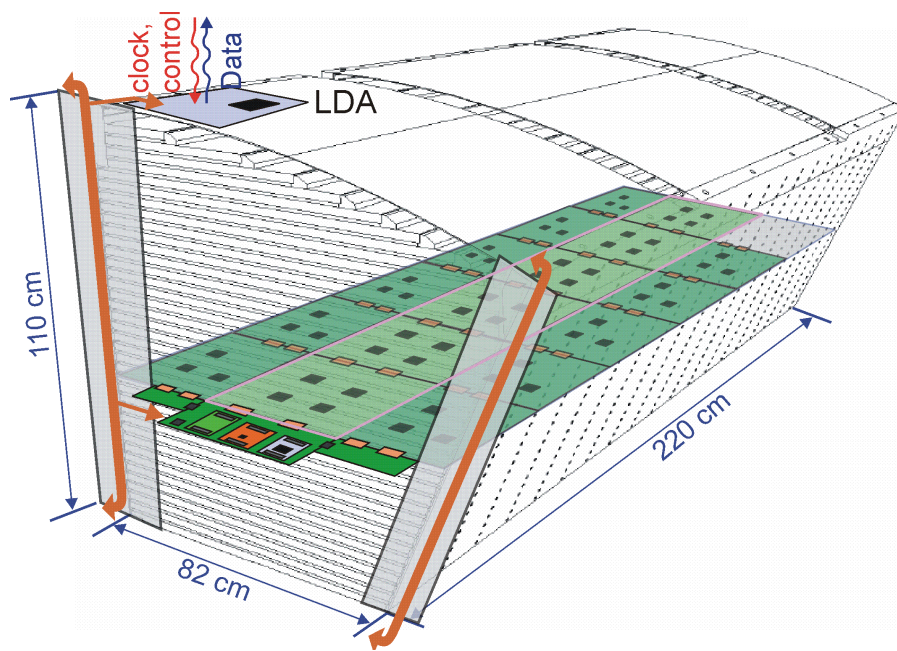 clock,
control
Data
LDA
110 cm
82 cm
220 cm